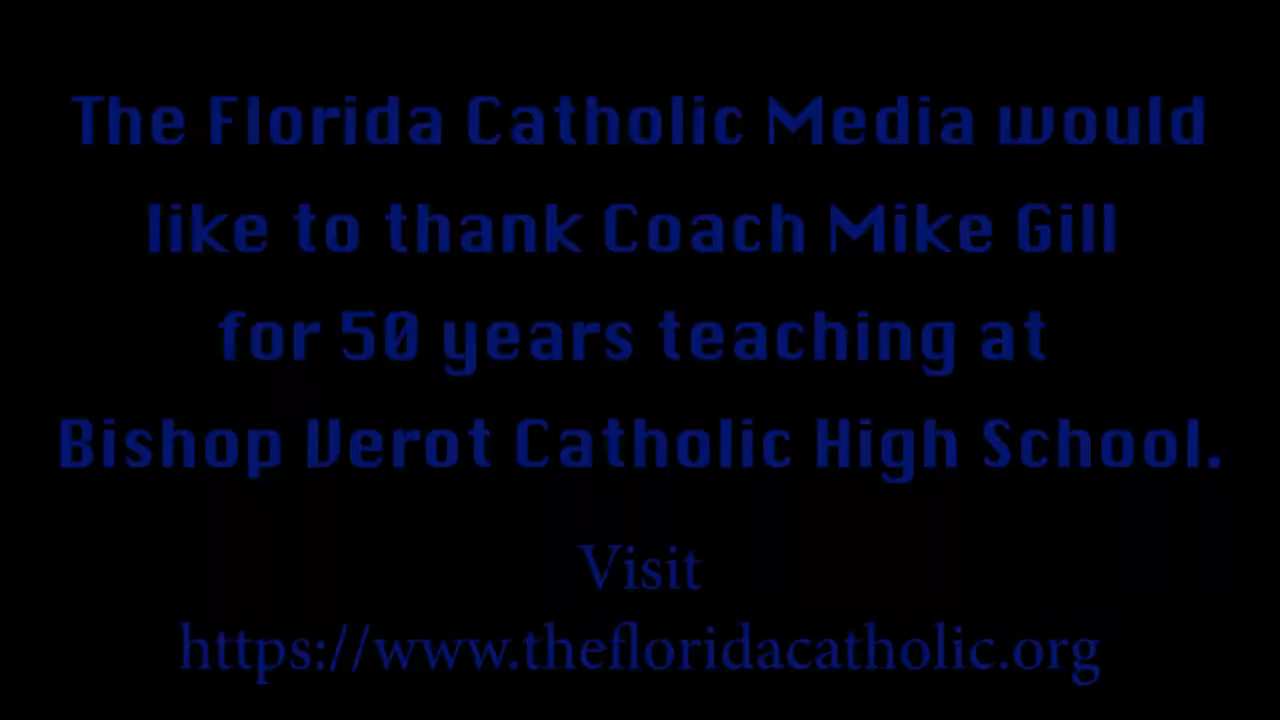 The Florida Catholic Media would
like to thank Coach Mike Gill
for 50 years teaching at
Bishop Verot Catholic High School.
Visit
https://www.thefloridacatholic.org